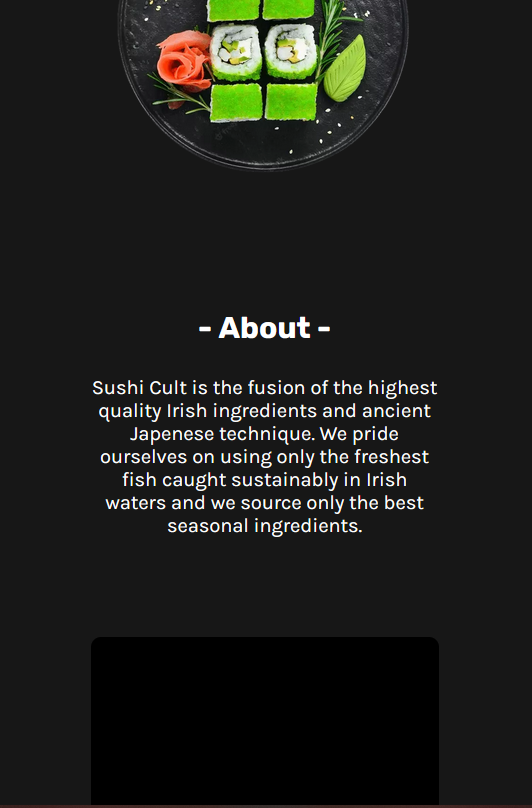 - About -
Sushi Cult is the fusion of the highest
quality Irish ingredients and ancient
Japenese technique. We pride
ourselves on using only the freshest
fish caught sustainably in Irish
waters and we source only the best
seasonal ingredients.